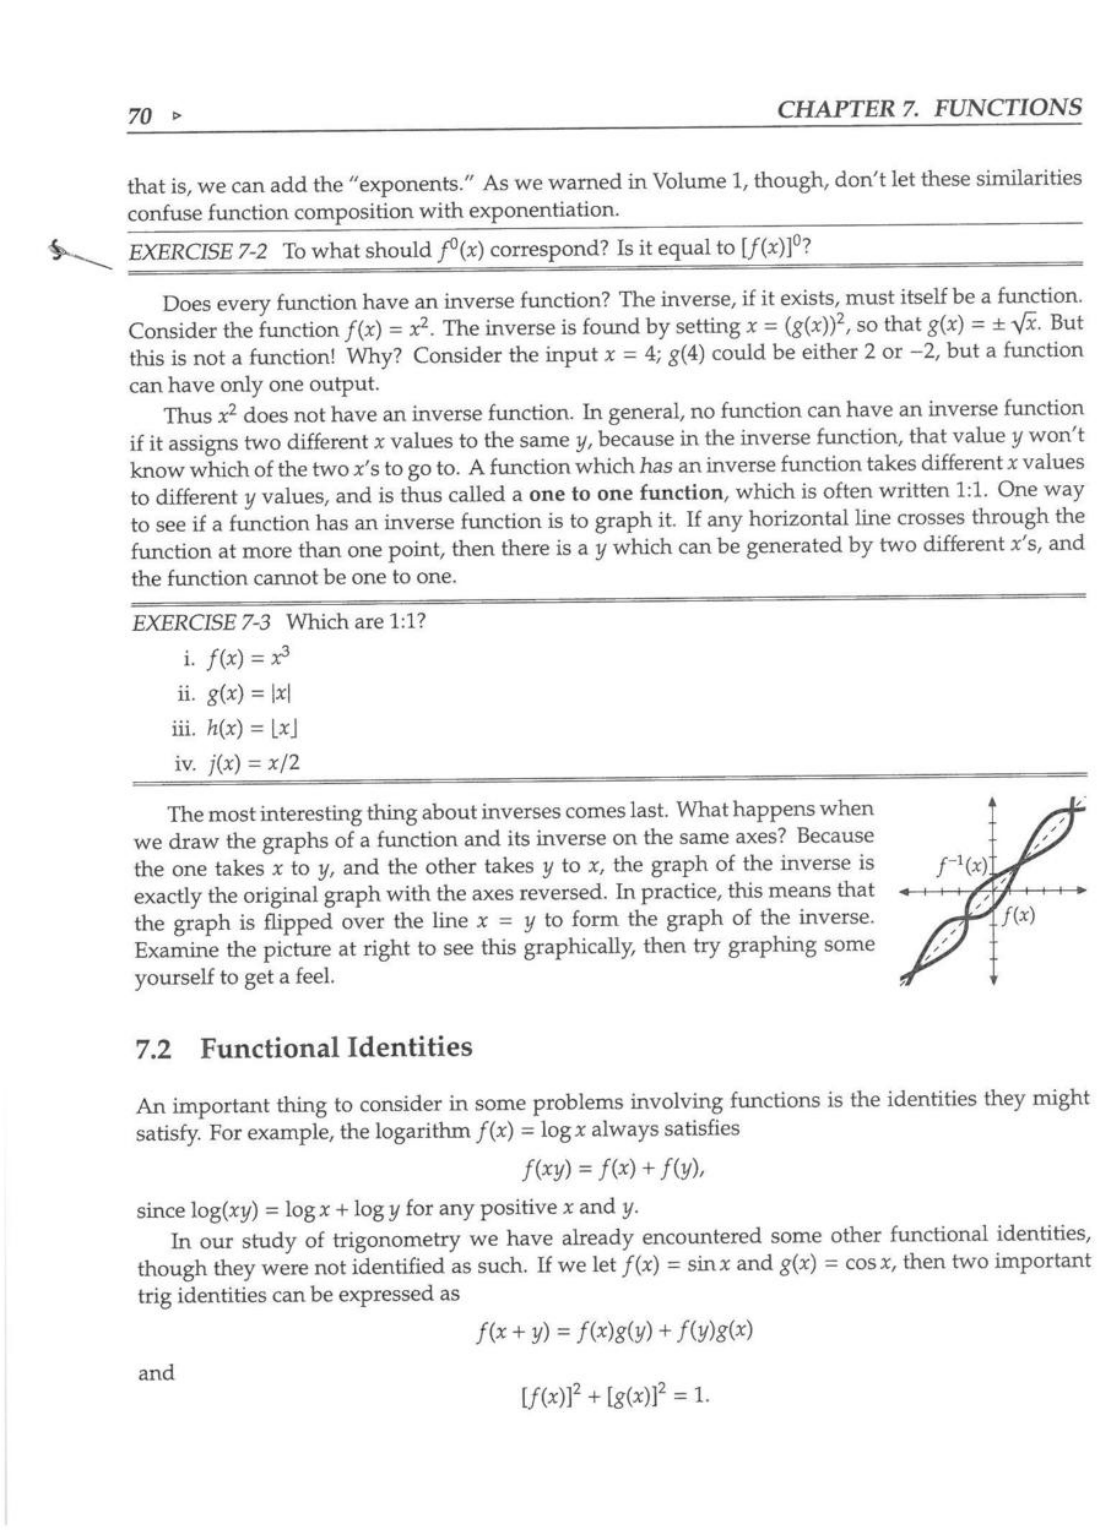 70 ▹ CHAPTER 7. FUNCTIONS
that is, we can add the "exponents." As we warned in Volume 1, though, don't let these similarities
confuse function composition with exponentiation.
EXERCISE 7-2 To what should f⁰(x) correspond? Is it equal to [f(x)]⁰?
Does every function have an inverse function? The inverse, if it exists, must itself be a function.
Consider the function f(x) = x². The inverse is found by setting x = (g(x))², so that g(x) = ± √x. But
this is not a function! Why? Consider the input x = 4; g(4) could be either 2 or −2, but a function
can have only one output.
Thus x² does not have an inverse function. In general, no function can have an inverse function
if it assigns two different x values to the same y, because in the inverse function, that value y won't
know which of the two x's to go to. A function which has an inverse function takes different x values
to different y values, and is thus called a one to one function, which is often written 1:1. One way
to see if a function has an inverse function is to graph it. If any horizontal line crosses through the
function at more than one point, then there is a y which can be generated by two different x's, and
the function cannot be one to one.
EXERCISE 7-3 Which are 1:1?
i. f(x) = x³
ii. g(x) = |x|
iii. h(x) = ⌊x⌋
iv. j(x) = x/2
The most interesting thing about inverses comes last. What happens when
we draw the graphs of a function and its inverse on the same axes? Because
the one takes x to y, and the other takes y to x, the graph of the inverse is
exactly the original graph with the axes reversed. In practice, this means that
the graph is flipped over the line x = y to form the graph of the inverse.
Examine the picture at right to see this graphically, then try graphing some
yourself to get a feel.
f⁻¹(x)
f(x)
7.2 Functional Identities
An important thing to consider in some problems involving functions is the identities they might
satisfy. For example, the logarithm f(x) = log x always satisfies
f(xy) = f(x) + f(y),
since log(xy) = log x + log y for any positive x and y.
In our study of trigonometry we have already encountered some other functional identities,
though they were not identified as such. If we let f(x) = sin x and g(x) = cos x, then two important
trig identities can be expressed as
f(x + y) = f(x)g(y) + f(y)g(x)
and
[f(x)]² + [g(x)]² = 1.